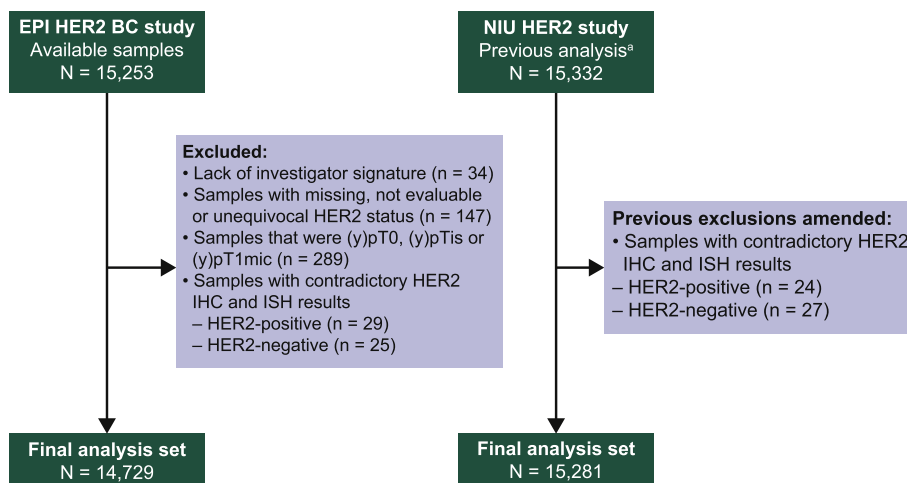 EPI HER2 BC study
Available samples
N = 15,253
Excluded:
• Lack of investigator signature (n = 34)
• Samples with missing, not evaluable
or unequivocal HER2 status (n = 147)
• Samples that were (y)pT0, (y)pTis or
(y)pT1mic (n = 289)
• Samples with contradictory HER2
IHC and ISH results
– HER2-positive (n = 29)
– HER2-negative (n = 25)
Final analysis set
N = 14,729
NIU HER2 study
Previous analysisᵃ
N = 15,332
Previous exclusions amended:
• Samples with contradictory HER2
IHC and ISH results
– HER2-positive (n = 24)
– HER2-negative (n = 27)
Final analysis set
N = 15,281